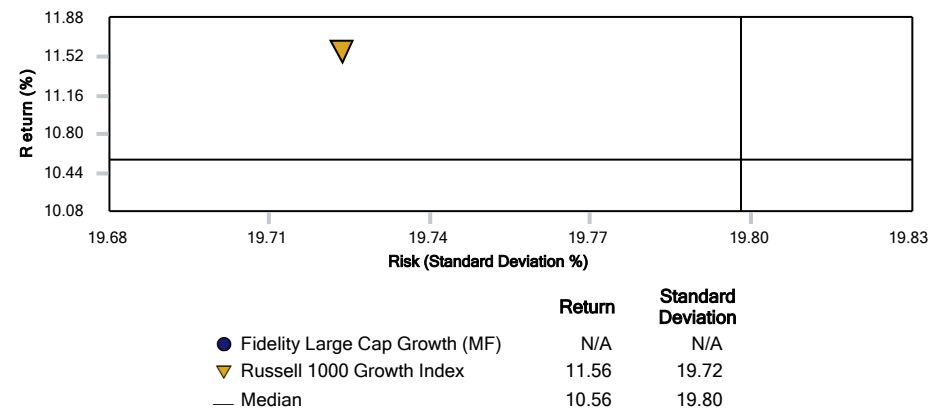 11.88
11.52
11.16
10.80
10.44
10.08
Return (%)
19.68 19.71 19.74 19.77 19.80 19.83
Risk (Standard Deviation %)
Return Standard Deviation
Fidelity Large Cap Growth (MF) N/A N/A
Russell 1000 Growth Index 11.56 19.72
Median 10.56 19.80